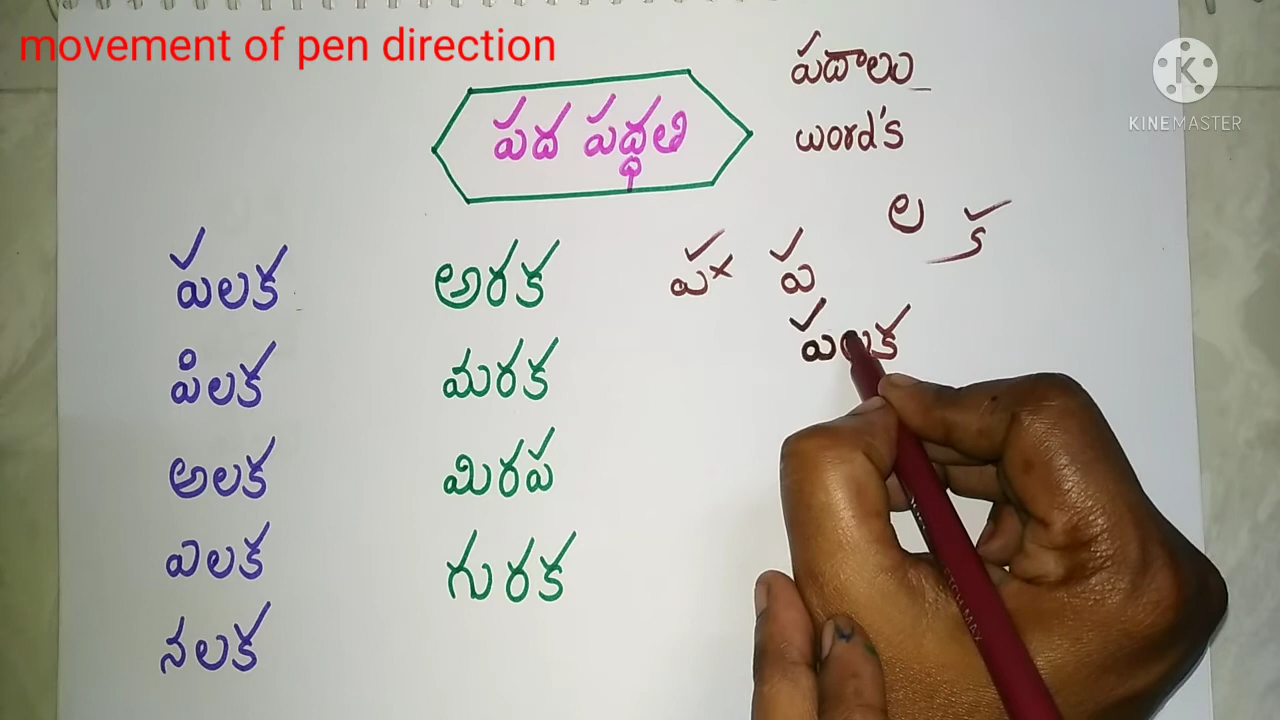 movement of pen direction
పదాలు
word's
పద పద్ధతి
KINEMASTER
ల క
పలక
అరక
ప×
ప
పలక
పిలక
మరక
అలక
మిరప
ఎలక
గురక
నలక